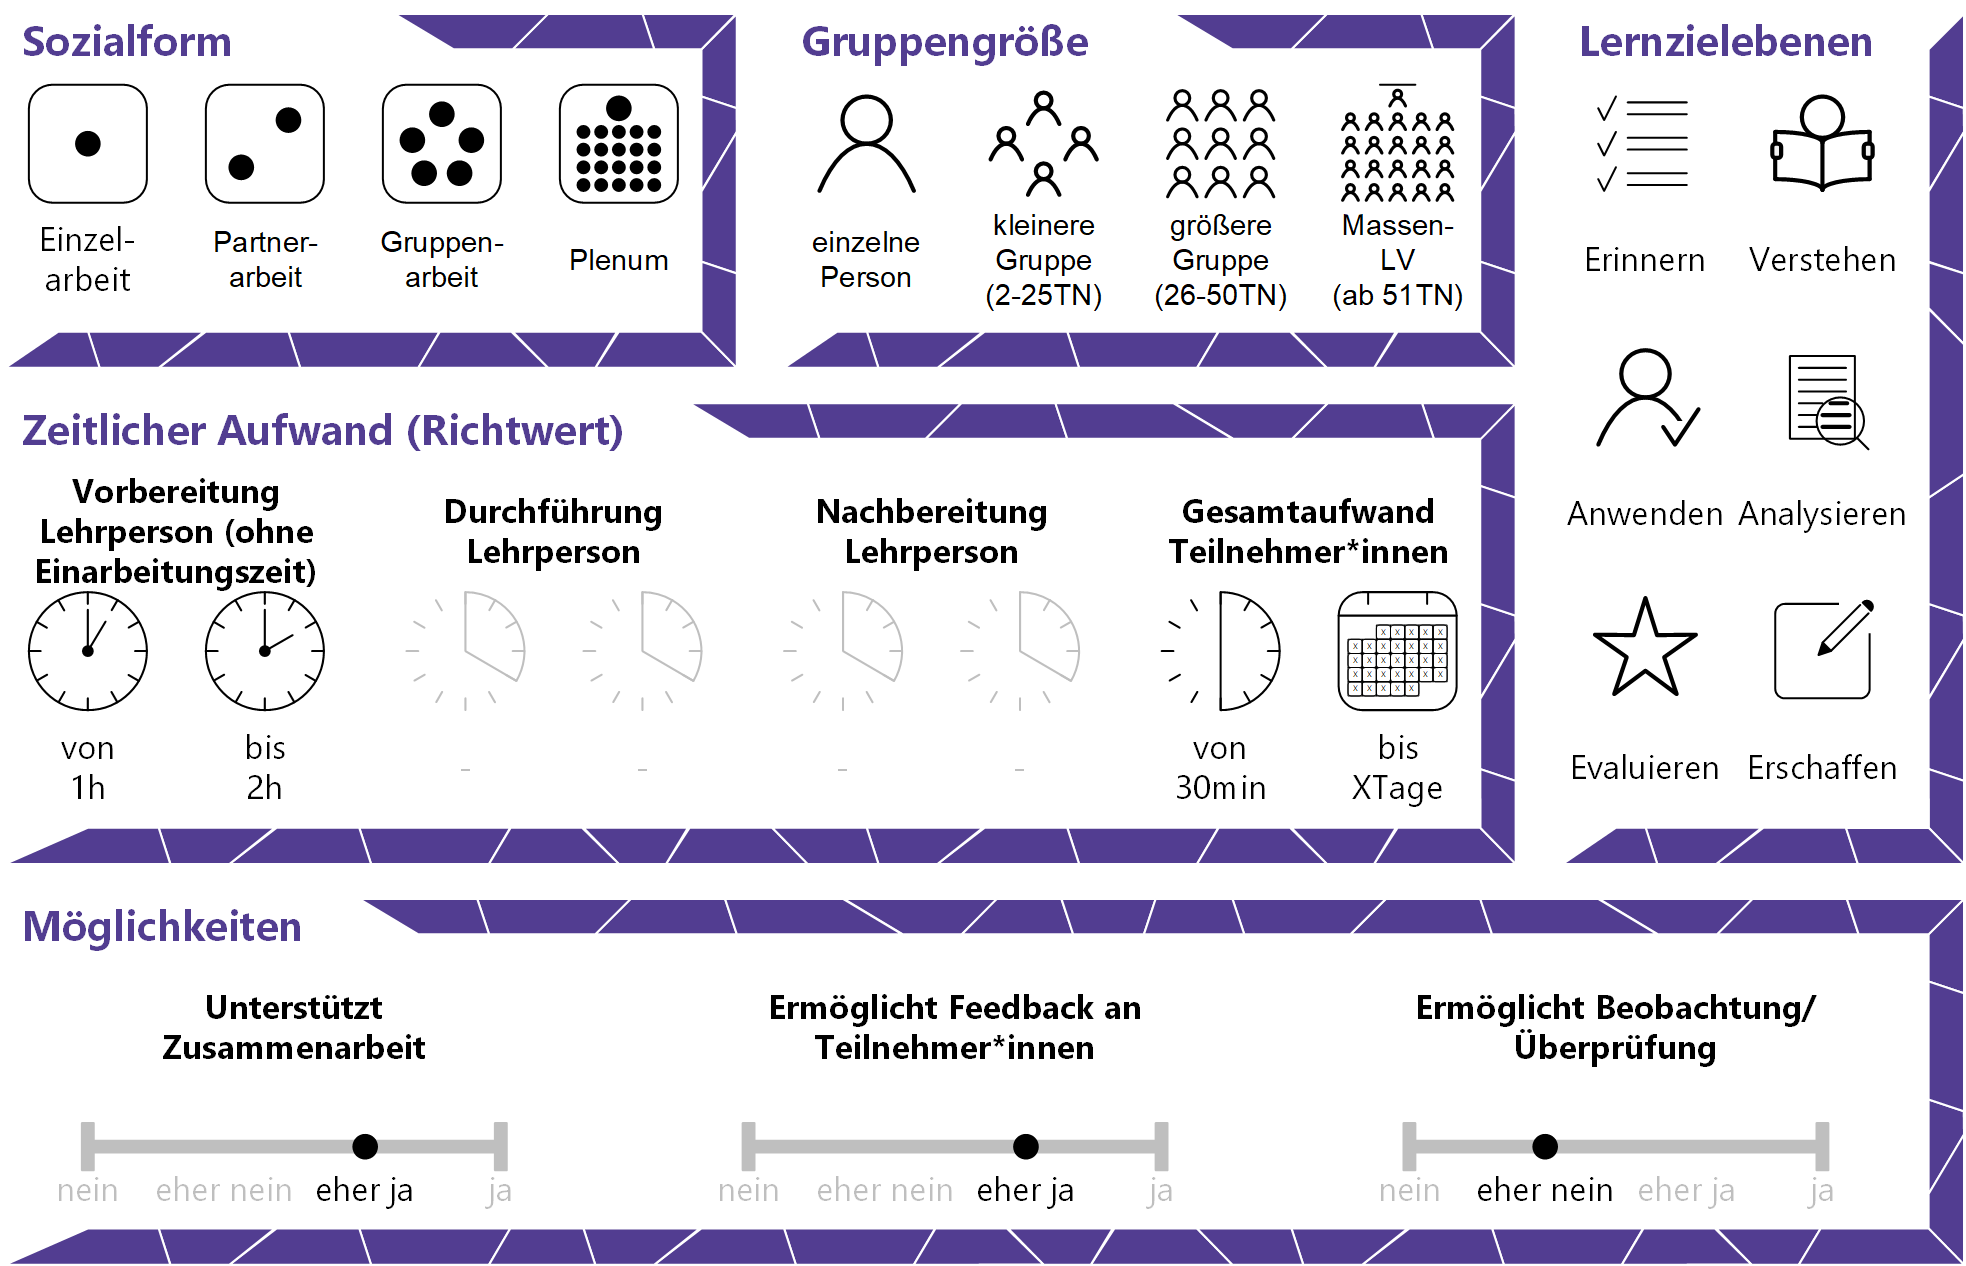 Sozialform
Einzel-
arbeit
Partner-
arbeit
Gruppen-
arbeit
Plenum
Gruppengröße
einzelne
Person
kleinere
Gruppe
(2-25TN)
größere
Gruppe
(26-50TN)
Massen-
LV
(ab 51TN)
Lernzielebenen
Erinnern
Verstehen
Anwenden
Analysieren
Evaluieren
Erschaffen
Zeitlicher Aufwand (Richtwert)
Vorbereitung
Lehrperson (ohne
Einarbeitungszeit)
von
1h
bis
2h
Durchführung
Lehrperson
-
-
Nachbereitung
Lehrperson
-
-
Gesamtaufwand
Teilnehmer*innen
von
30min
X X X X X
X X X X X X X
X X X X X X X
X X X X X X X
X X X X X
bis
XTage
Möglichkeiten
Unterstützt
Zusammenarbeit
nein eher nein eher ja ja
Ermöglicht Feedback an
Teilnehmer*innen
nein eher nein eher ja ja
Ermöglicht Beobachtung/
Überprüfung
nein eher nein eher ja ja